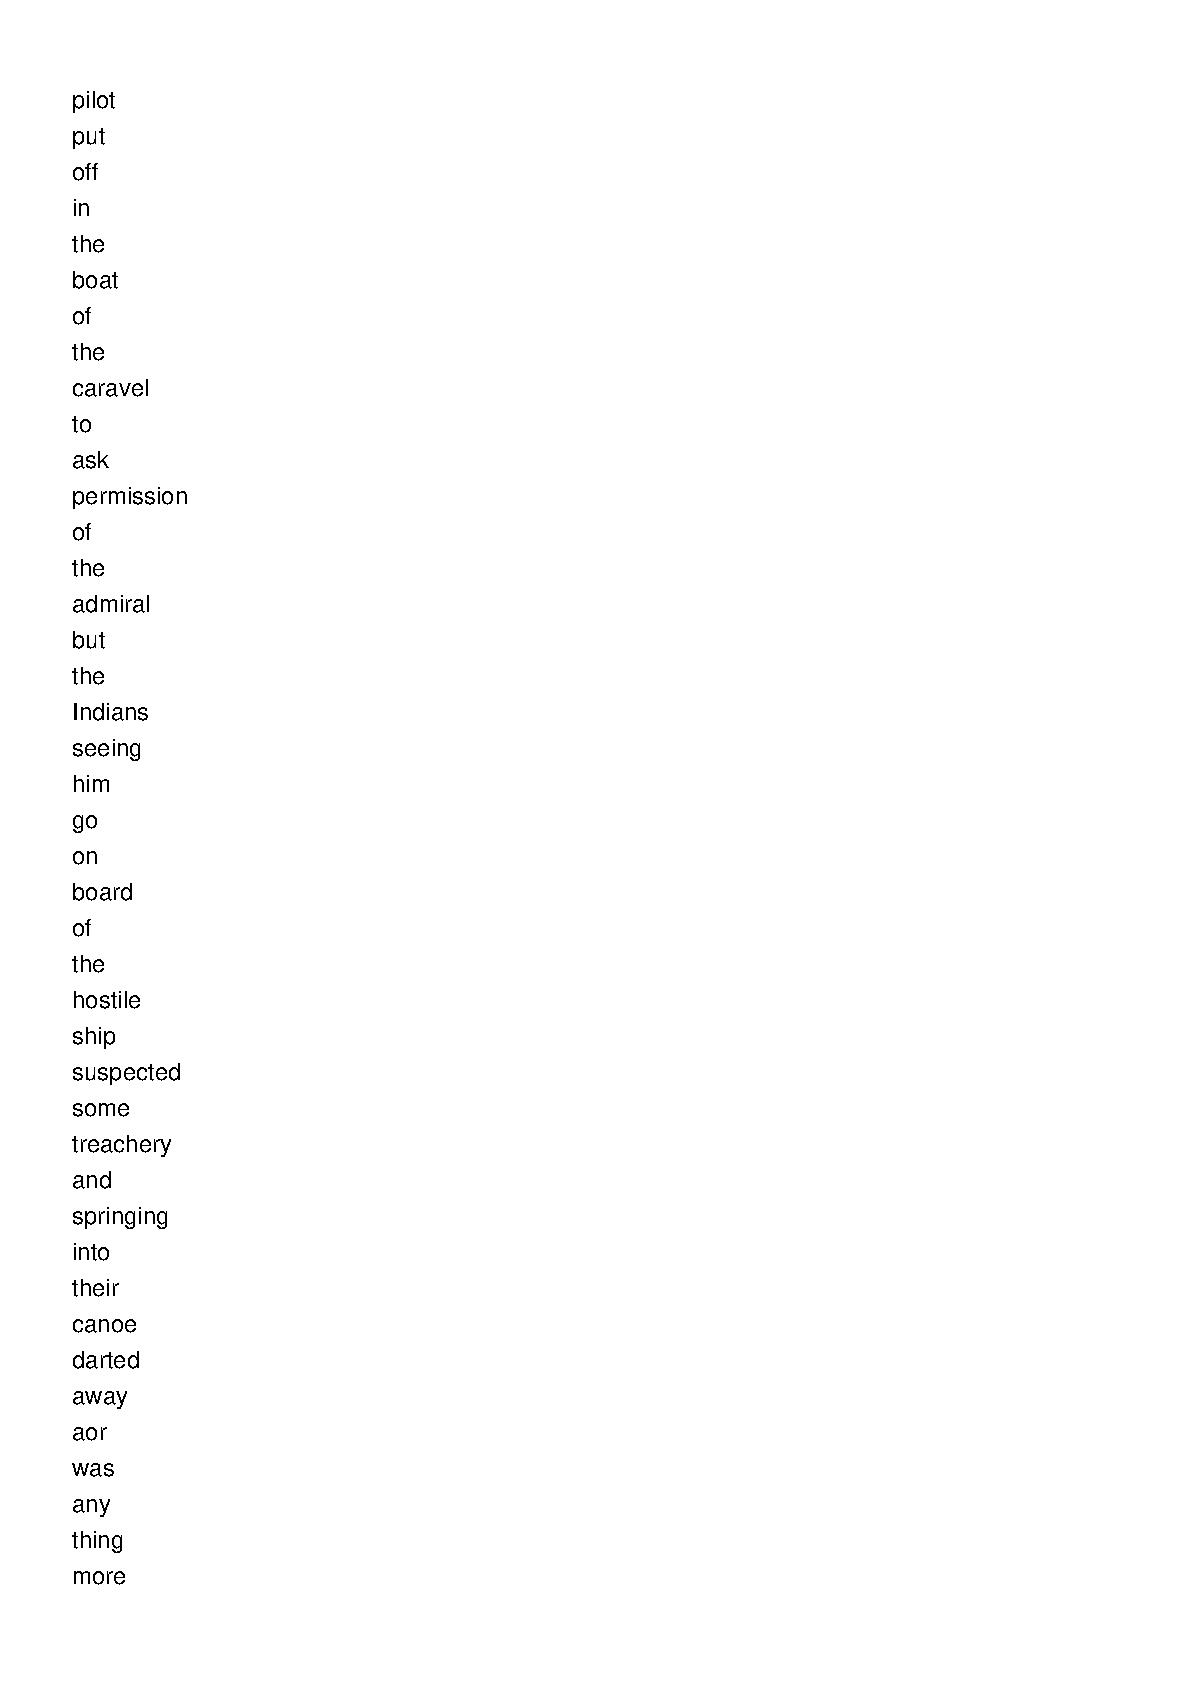 pilot
put
off
in
the
boat
of
the
caravel
to
ask
permission
of
the
admiral
but
the
Indians
seeing
him
go
on
board
of
the
hostile
ship
suspected
some
treachery
and
springing
into
their
canoe
darted
away
aor
was
any
thing
more